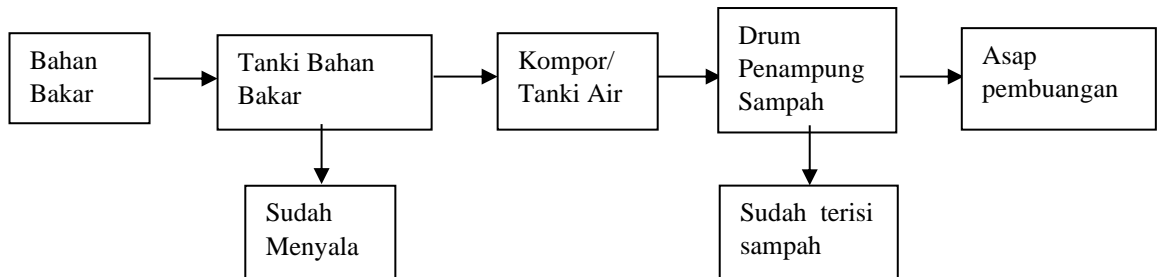 Bahan
Bakar
Tanki Bahan
Bakar
Kompor/
Tanki Air
Drum
Penampung
Sampah
Asap
pembuangan
Sudah
Menyala
Sudah terisi
sampah